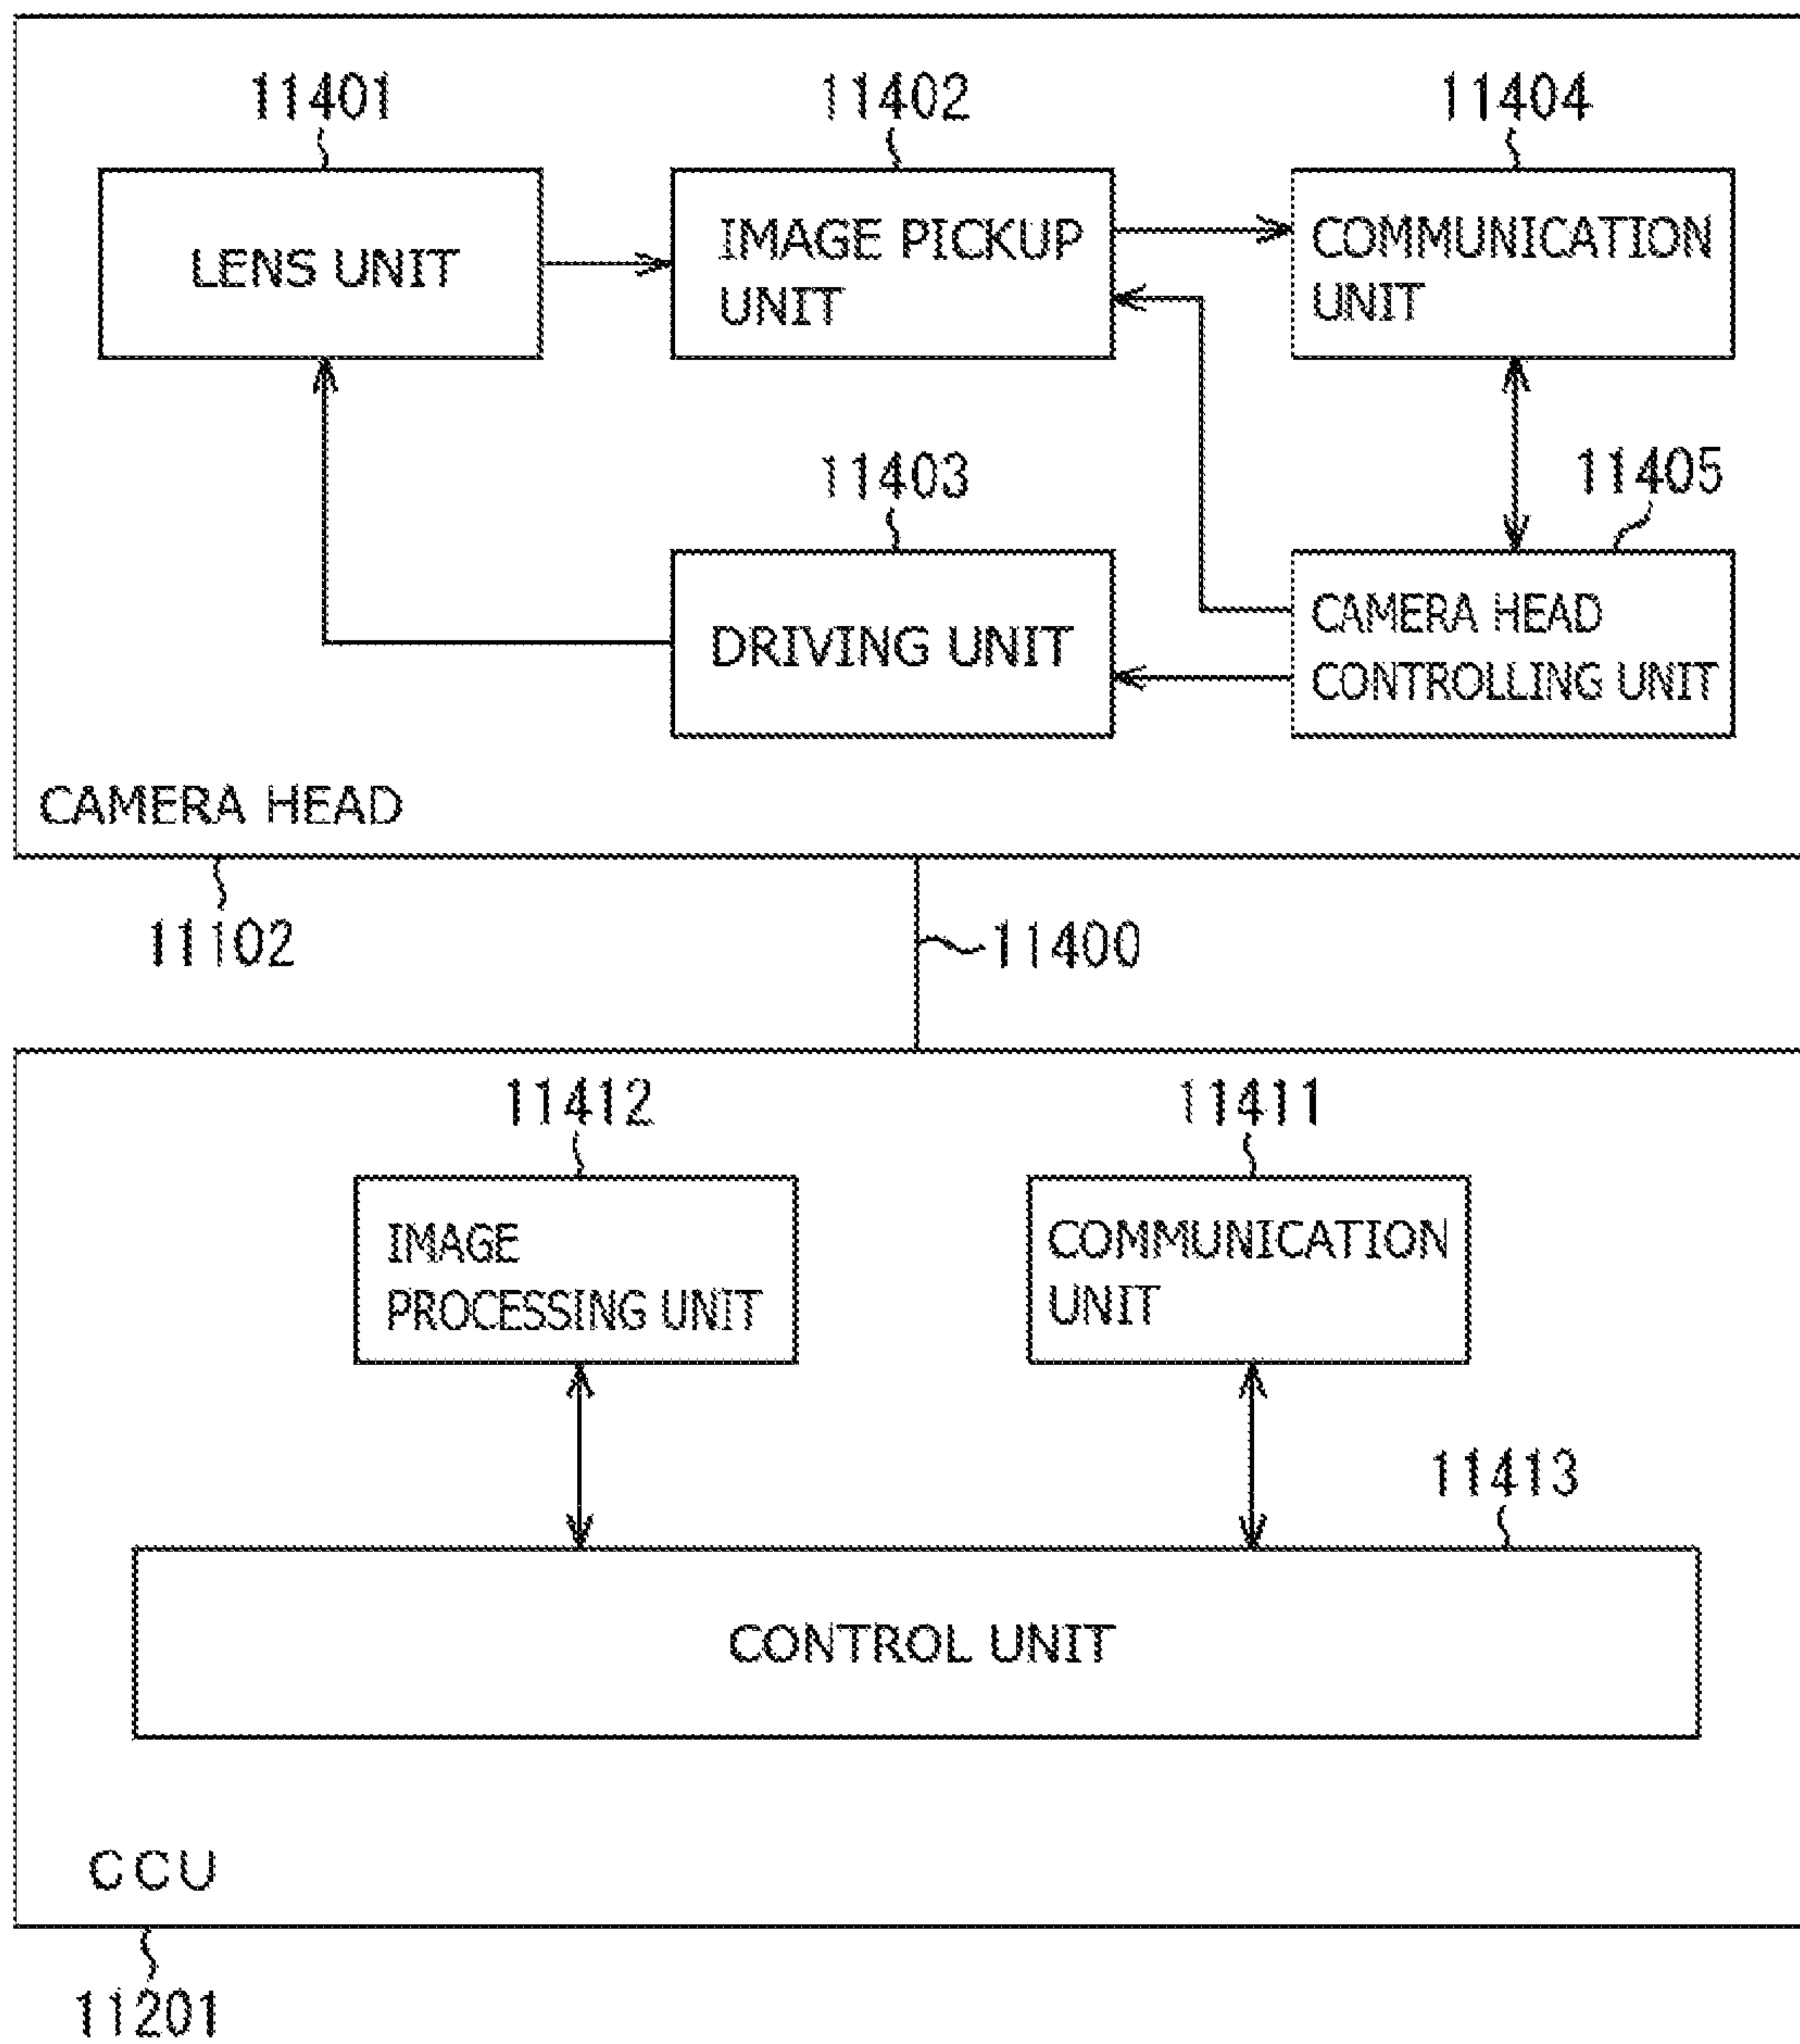 11401
11402
11404
LENS UNIT
IMAGE PICKUP
UNIT
COMMUNICATION
UNIT
11403
11405
DRIVING UNIT
CAMERA HEAD
CONTROLLING UNIT
CAMERA HEAD
11102
11400
11412
11411
IMAGE
PROCESSING UNIT
COMMUNICATION
UNIT
11413
CONTROL UNIT
CCU
11201